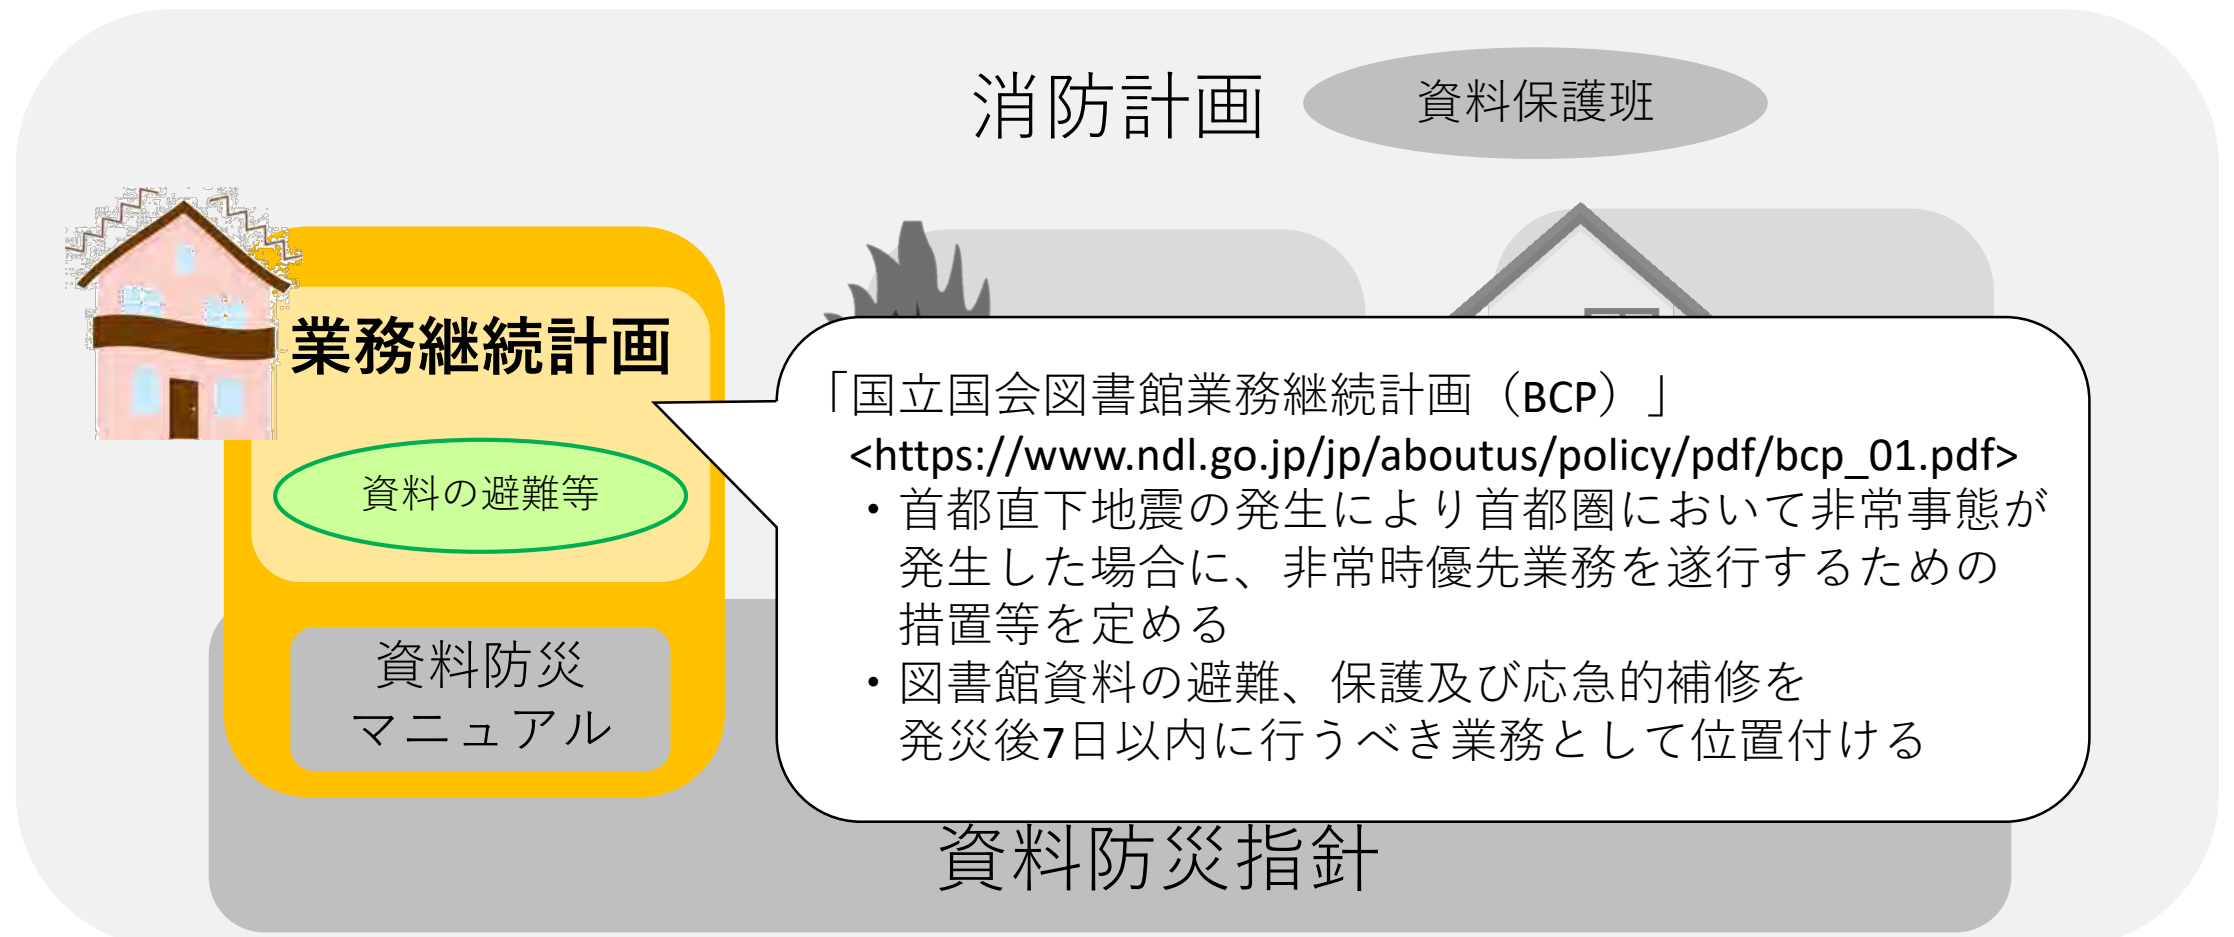 消防計画
資料保護班
業務継続計画
資料の避難等
資料防災
マニュアル
「国立国会図書館業務継続計画（BCP）」
<https://www.ndl.go.jp/jp/aboutus/policy/pdf/bcp_01.pdf>
・首都直下地震の発生により首都圏において非常事態が
発生した場合に、非常時優先業務を遂行するための
措置等を定める
・図書館資料の避難、保護及び応急的補修を
発災後7日以内に行うべき業務として位置付ける
資料防災指針